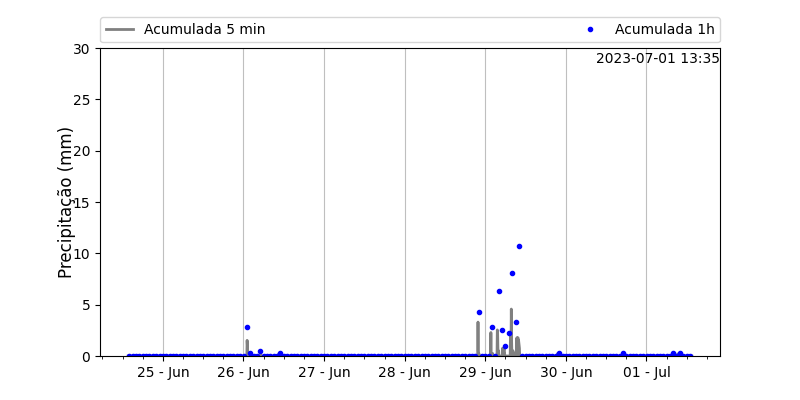 Acumulada 5 min
Acumulada 1h
2023-07-01 13:35
Precipitação (mm)
30
25
20
15
10
5
0
25 - Jun
26 - Jun
27 - Jun
28 - Jun
29 - Jun
30 - Jun
01 - Jul